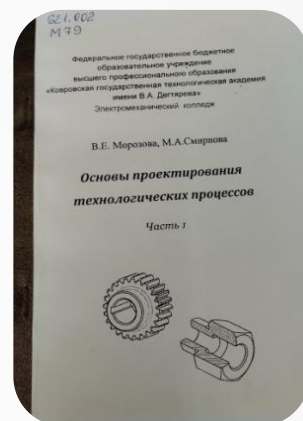 621.002
М79
Федеральное государственное бюджетное
образовательное учреждение
высшего профессионального образования
«Ковровская государственная технологическая академия
имени В.А. Дегтярева»
Электромеханический колледж
В.Е. Морозова, М.А.Смирнова
Основы проектирования
технологических процессов
Часть 1